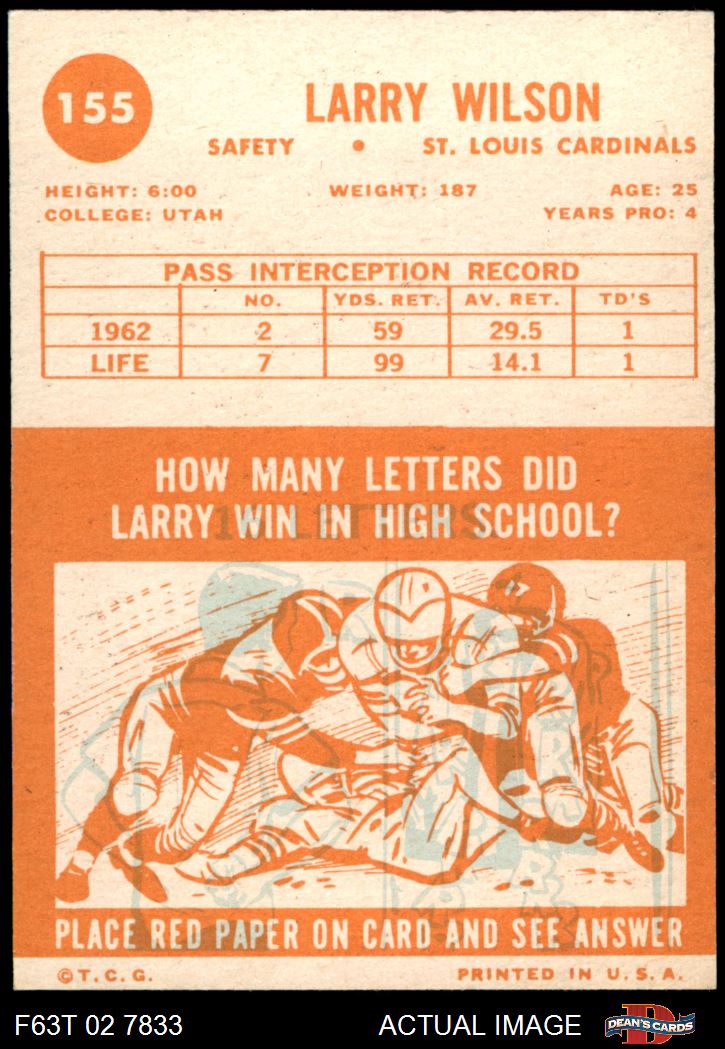 155
LARRY WILSON
SAFETY • ST. LOUIS CARDINALS
HEIGHT: 6:00 WEIGHT: 187 AGE: 25
COLLEGE: UTAH YEARS PRO: 4
PASS INTERCEPTION RECORD
NO. YDS. RET. AV. RET. TD'S
1962 2 59 29.5 1
LIFE 7 99 14.1 1
HOW MANY LETTERS DID
LARRY WIN IN HIGH SCHOOL?
LETTERS.
PLACE RED PAPER ON CARD AND SEE ANSWER
©T.C.G. PRINTED IN U.S.A.
F63T 02 7833 ACTUAL IMAGE DEAN'S CARDS